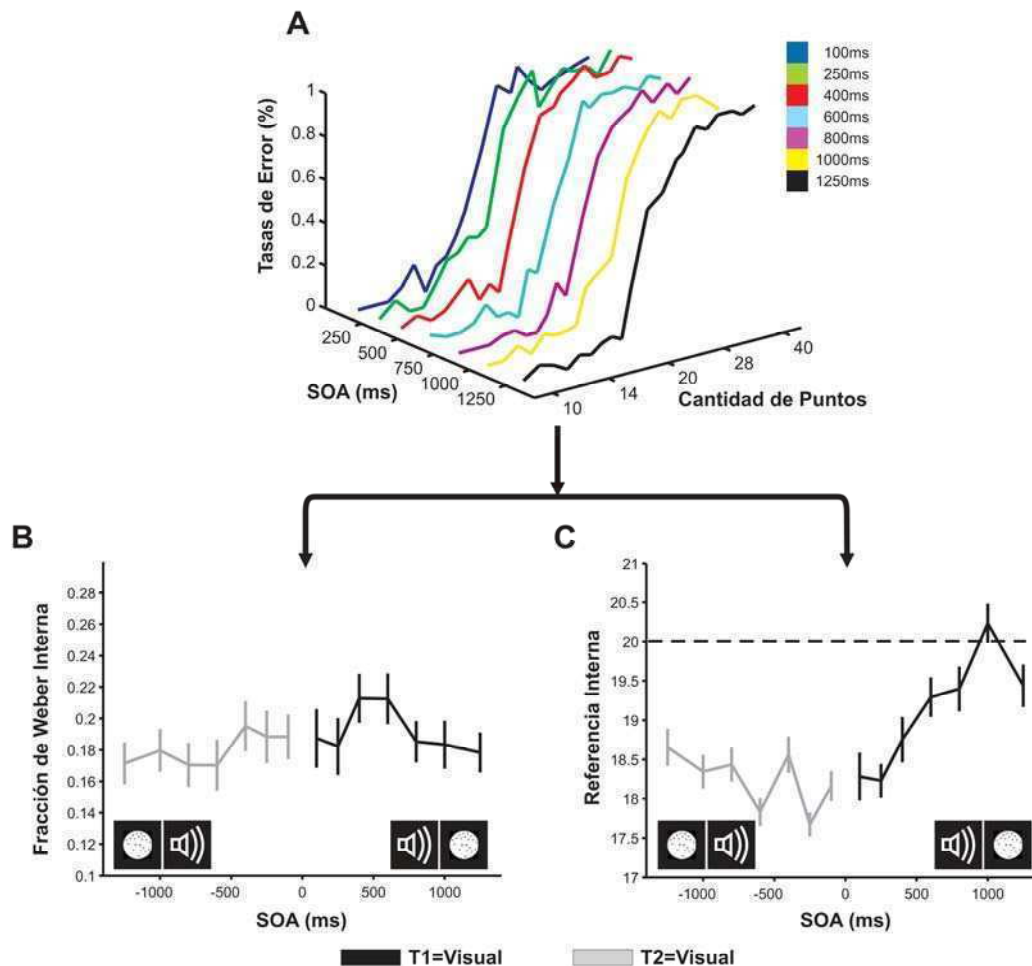 A
Tasas de Error (%)
1
0.8
0.6
0.4
0.2
0
250
500
750
1000
1250
SOA (ms)
10
14
20
28
40
Cantidad de Puntos
100ms
250ms
400ms
600ms
800ms
1000ms
1250ms
B
Fracción de Weber Interna
0.28
0.26
0.24
0.22
0.2
0.18
0.16
0.14
0.12
0.1
-1000 -500 0 500 1000
SOA (ms)
C
Referencia Interna
21
20.5
20
19.5
19
18.5
18
17.5
17
-1000 -500 0 500 1000
SOA (ms)
T1=Visual T2=Visual